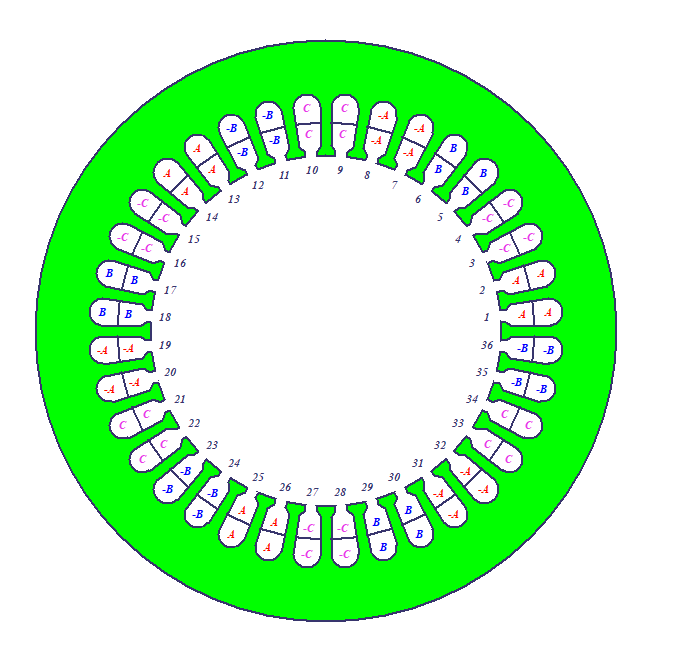 C C
-B -A
-B -A
C C
-B -A
A B
-B -A
A B
10 9
A B
11 8
12 7
A B
13 6
-C -C
14 5
-C -C
-C 15 4 -C
-C -C
16 3
B A
B A
17 2
B B 18 1 A A
-A -A 19 36 -B -B
20 35
-A -B
-A -B
21 34
C C
22 33
C C
C 23 32 C
C C
24 31
-B -A
25 30
26 29
-B -A
27 28
-B -A
A B
-B -A
A B
-C -C
A B
A B
-C -C